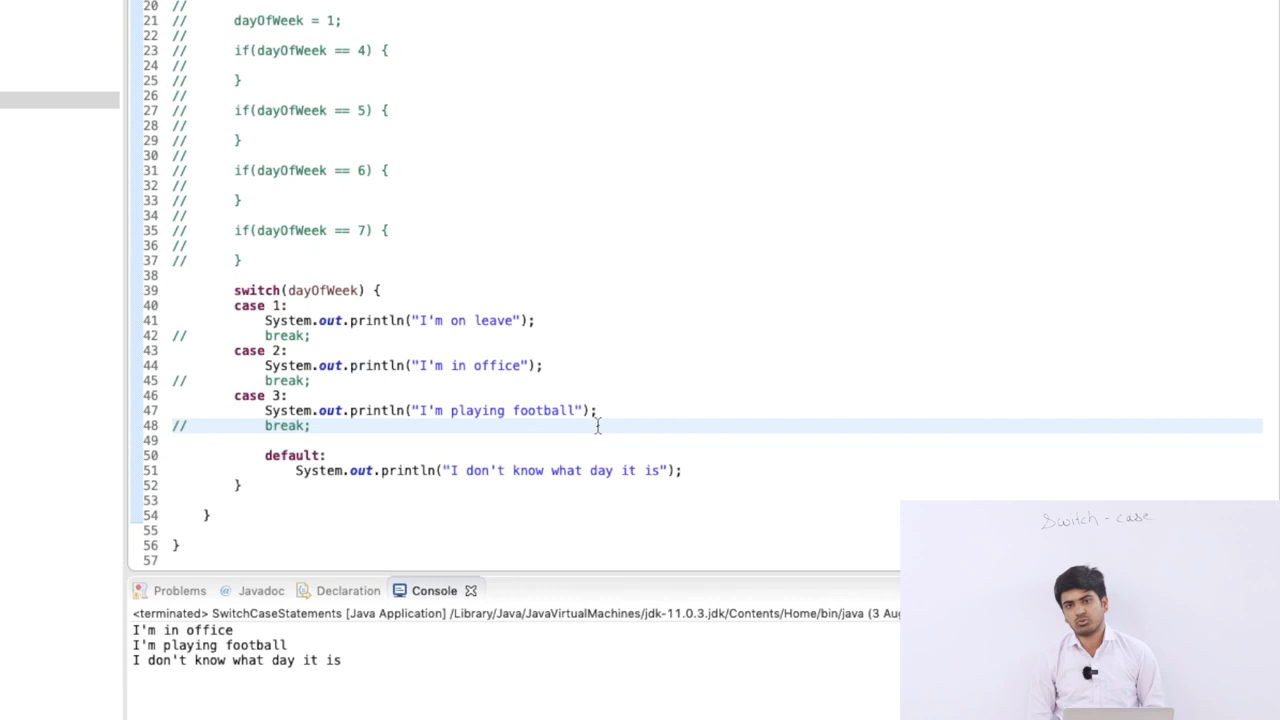 20 //
21 // dayOfWeek = 1;
22 //
23 // if(dayOfWeek == 4) {
24 //
25 // }
26 //
27 // if(dayOfWeek == 5) {
28 //
29 // }
30 //
31 // if(dayOfWeek == 6) {
32 //
33 // }
34 //
35 // if(dayOfWeek == 7) {
36 //
37 // }
38
39 switch(dayOfWeek) {
40 case 1:
41 System.out.println("I'm on leave");
42 // break;
43 case 2:
44 System.out.println("I'm in office");
45 // break;
46 case 3:
47 System.out.println("I'm playing football");
48 // break;
49
50 default:
51 System.out.println("I don't know what day it is");
52 }
53
54 }
55
56 }
57
Switch - case
Problems @ Javadoc Declaration Console
<terminated> SwitchCaseStatements [Java Application] /Library/Java/JavaVirtualMachines/jdk-11.0.3.jdk/Contents/Home/bin/java (3 Aug
I'm in office
I'm playing football
I don't know what day it is